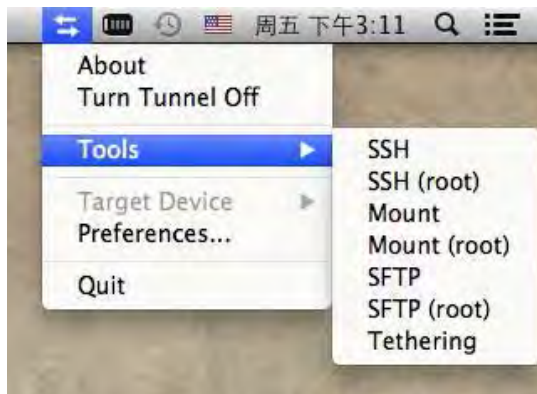 周五 下午3:11
About
Turn Tunnel Off
Tools
SSH
SSH (root)
Mount
Mount (root)
SFTP
SFTP (root)
Tethering
Target Device
Preferences...
Quit